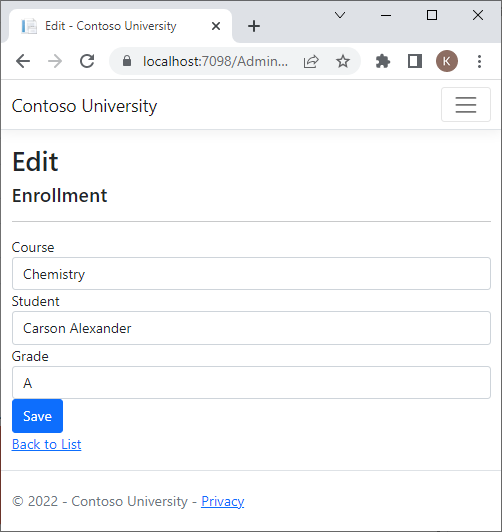 Edit - Contoso University
localhost:7098/Admin...
K
Contoso University
Edit
Enrollment
Course
Chemistry
Student
Carson Alexander
Grade
A
Save
Back to List
© 2022 - Contoso University - Privacy